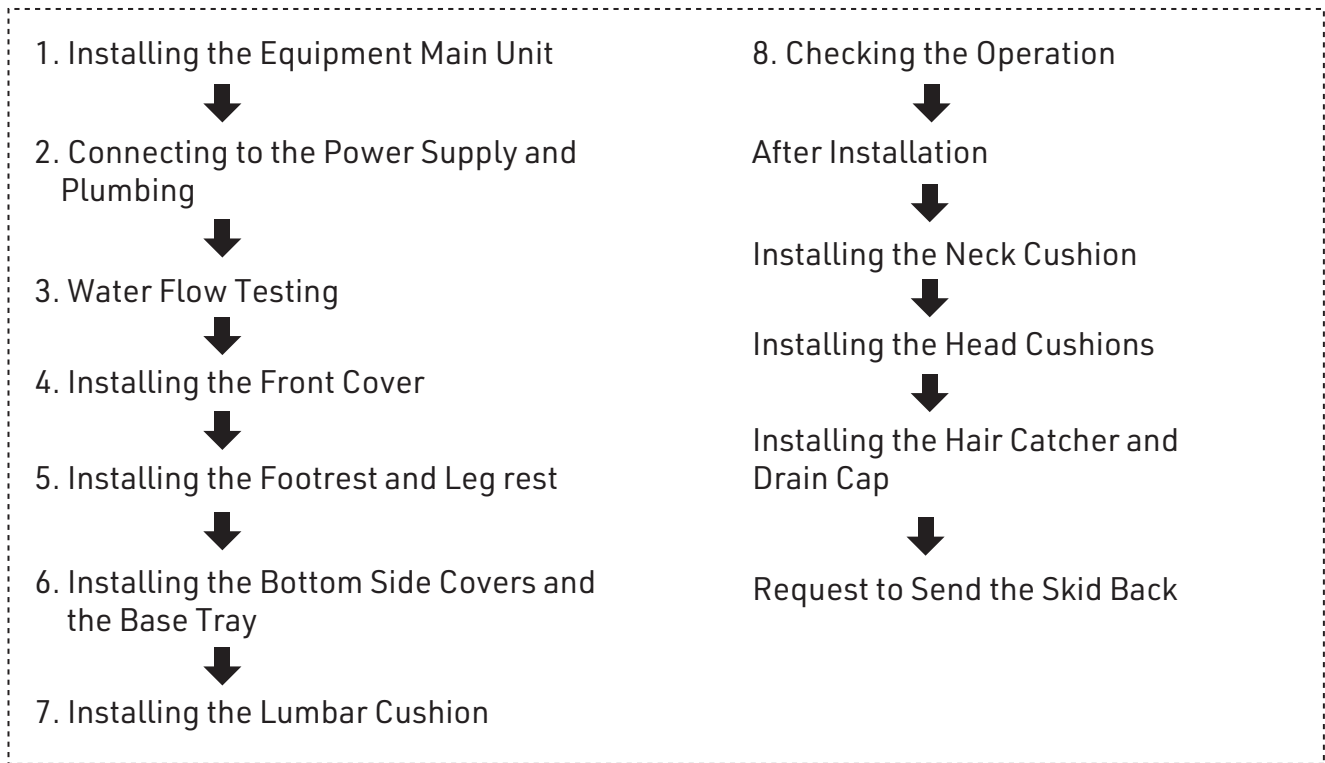 1. Installing the Equipment Main Unit
2. Connecting to the Power Supply and
Plumbing
3. Water Flow Testing
4. Installing the Front Cover
5. Installing the Footrest and Leg rest
6. Installing the Bottom Side Covers and
the Base Tray
7. Installing the Lumbar Cushion
8. Checking the Operation
After Installation
Installing the Neck Cushion
Installing the Head Cushions
Installing the Hair Catcher and
Drain Cap
Request to Send the Skid Back